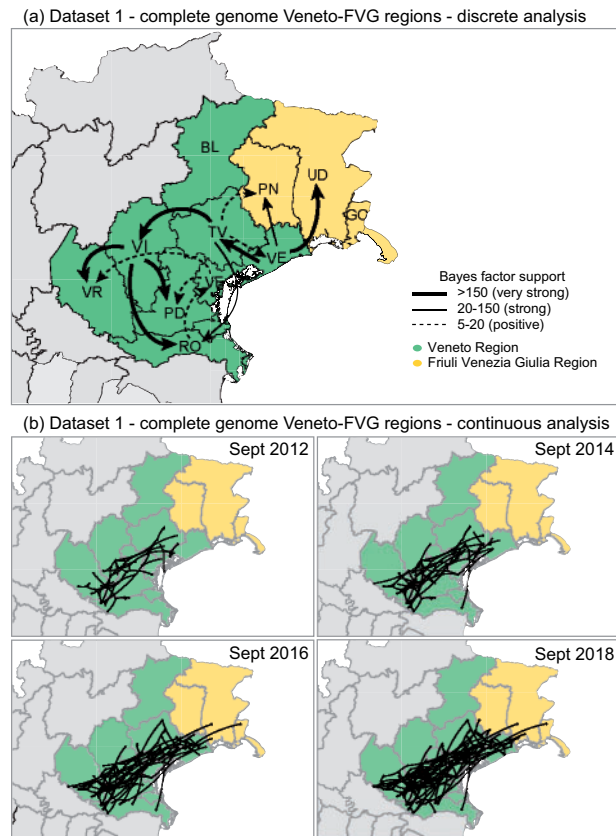 (a) Dataset 1 - complete genome Veneto-FVG regions - discrete analysis
BL
PN
UD
GO
TV
VE
VI
VR
VE
PD
RO
Bayes factor support
>150 (very strong)
20-150 (strong)
5-20 (positive)
Veneto Region
Friuli Venezia Giulia Region
(b) Dataset 1 - complete genome Veneto-FVG regions - continuous analysis
Sept 2012
Sept 2014
Sept 2016
Sept 2018